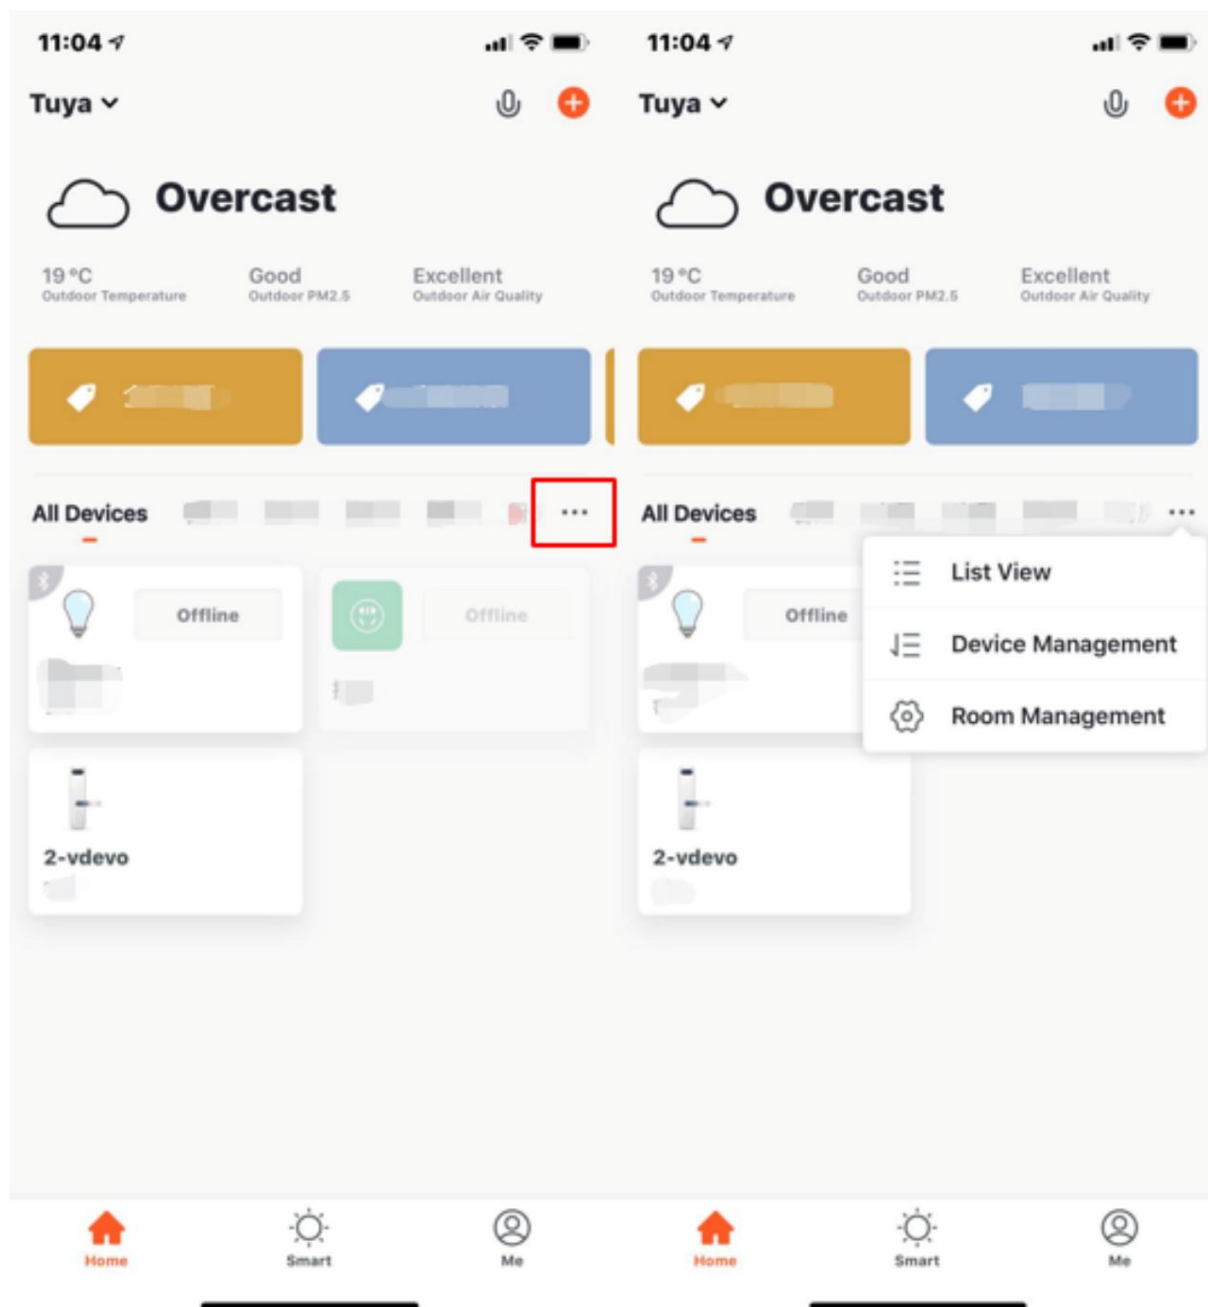 11:04
Tuya
Overcast
19 °C Good Excellent
Outdoor Temperature Outdoor PM2.5 Outdoor Air Quality
All Devices ...
Offline Offline
2-vdevo
Home Smart Me
11:04
Tuya
Overcast
19 °C Good Excellent
Outdoor Temperature Outdoor PM2.5 Outdoor Air Quality
All Devices ...
List View
Offline
Device Management
Room Management
2-vdevo
Home Smart Me